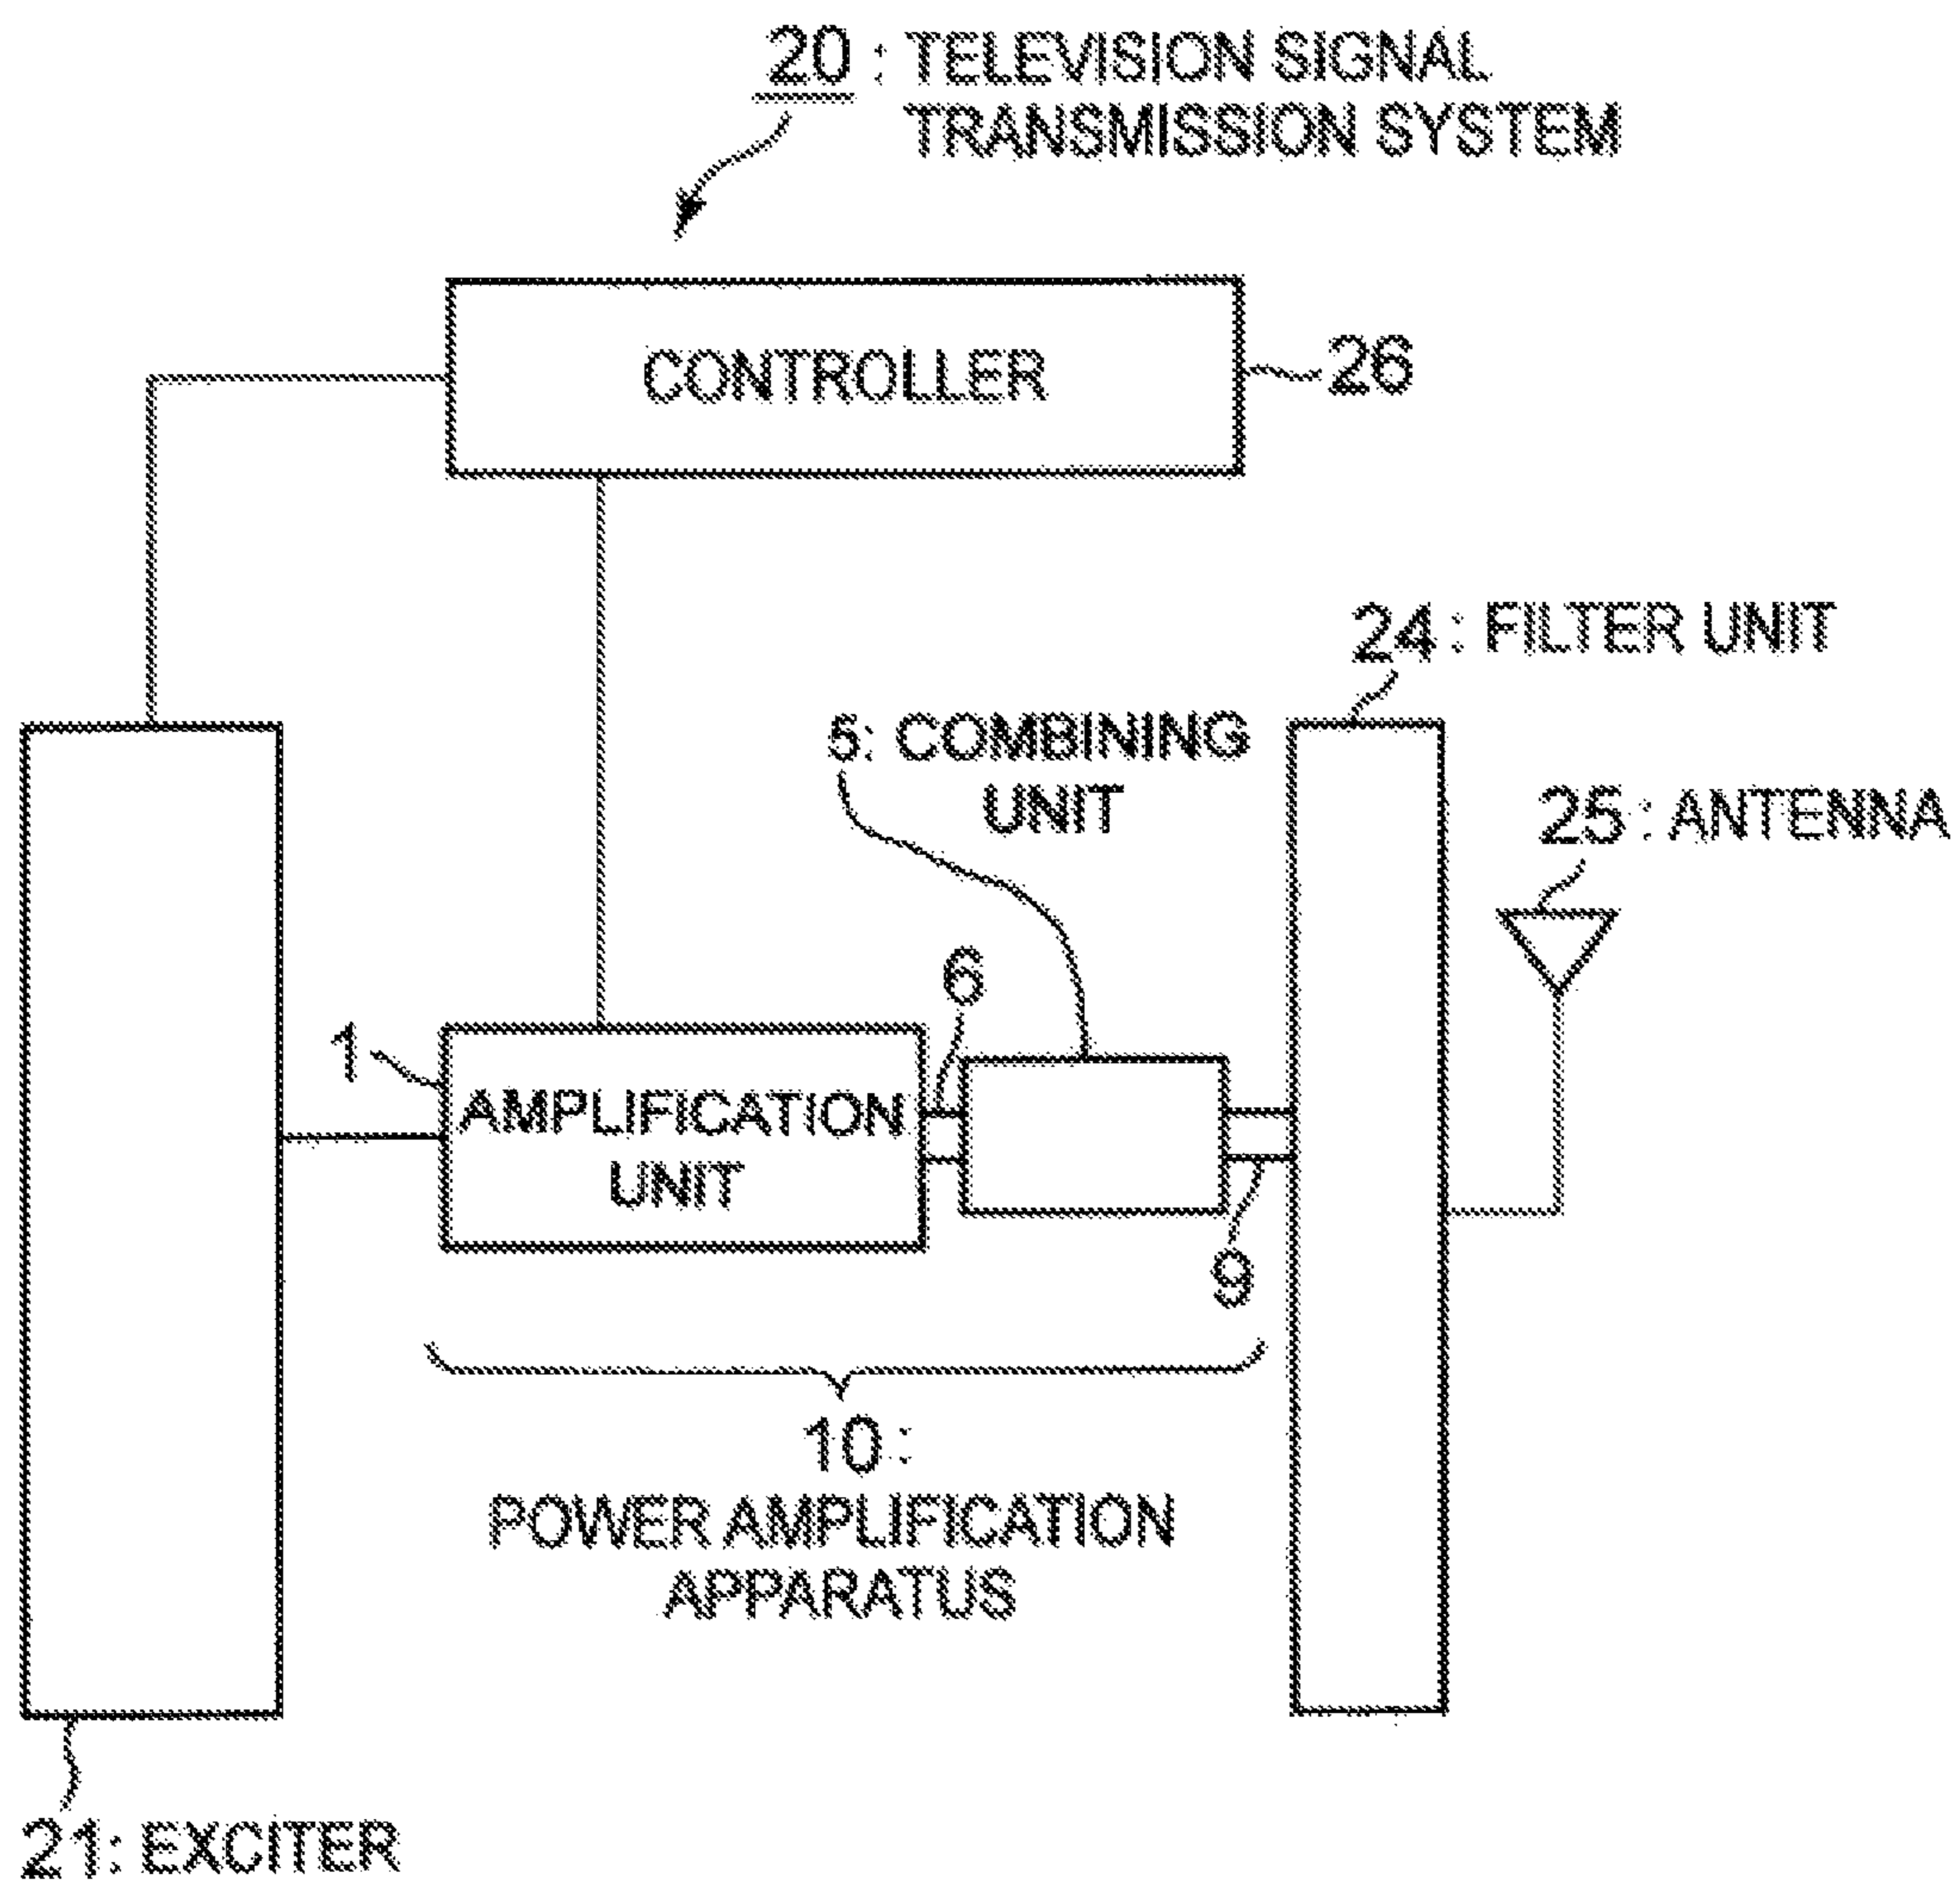 20 : TELEVISION SIGNAL
TRANSMISSION SYSTEM
CONTROLLER
26
24 : FILTER UNIT
5: COMBINING
UNIT
25 : ANTENNA
6
1
AMPLIFICATION
UNIT
9
10 :
POWER AMPLIFICATION
APPARATUS
21: EXCITER